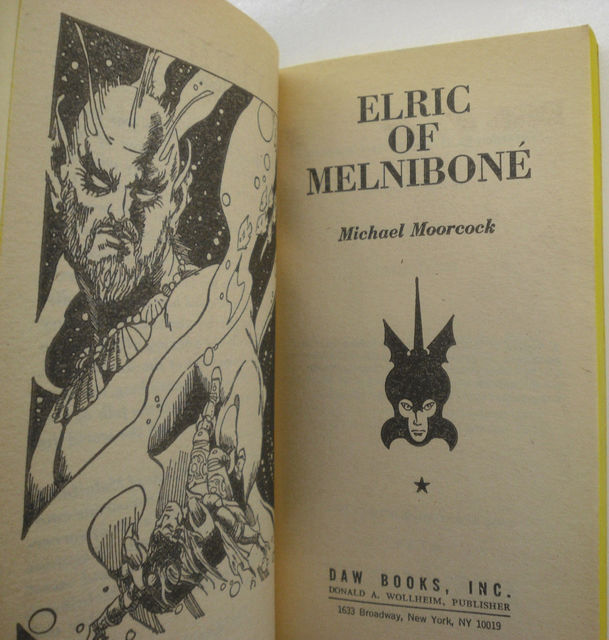 ELRIC
OF
MELNIBONÉ
Michael Moorcock
DAW BOOKS, INC.
DONALD A. WOLLHEIM, PUBLISHER
1633 Broadway, New York, NY 10019